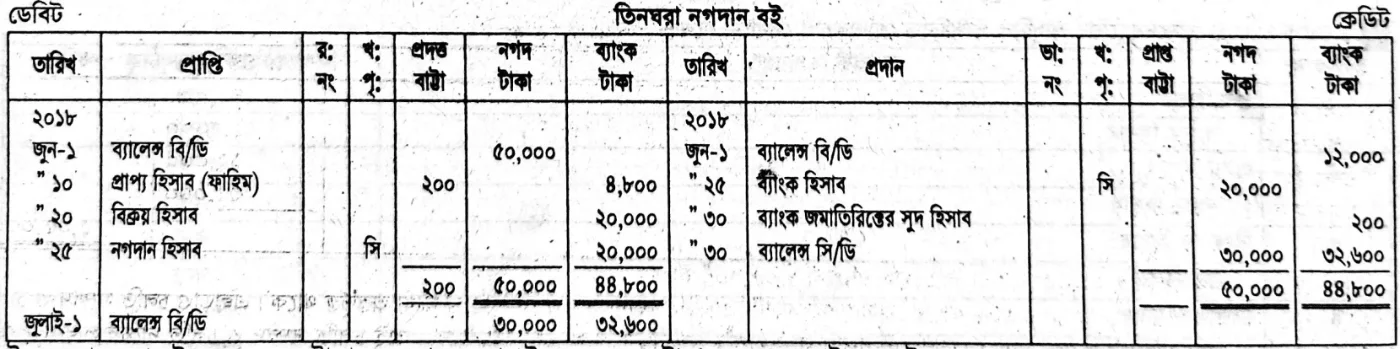 ডেবিট তিনঘরা নগদান বই ক্রেডিট
তারিখ প্রাপ্তি র: নং খ: পৃ: প্রদত্ত বাট্টা নগদ টাকা ব্যাংক টাকা তারিখ প্রদান ভা: নং খ: পৃ: প্রাপ্ত বাট্টা নগদ টাকা ব্যাংক টাকা
২০১৮ ২০১৮
জুন-১ ব্যালেন্স বি/ডি ৫০,০০০ জুন-১ ব্যালেন্স বি/ডি ১২,০০০
" ১০ প্রাপ্য হিসাব (ফাহিম) ২০০ ৪,৮০০ " ২৫ ব্যাংক হিসাব সি ২০,০০০
" ২০ বিক্রয় হিসাব ২০,০০০ " ৩০ ব্যাংক জমাতিরিক্তের সুদ হিসাব ২০০
" ২৫ নগদান হিসাব সি ২০,০০০ " ৩০ ব্যালেন্স সি/ডি ৩০,০০০ ৩২,৬০০
২০০ ৫০,০০০ ৪৪,৮০০ ৫০,০০০ ৪৪,৮০০
জুলাই-১ ব্যালেন্স বি/ডি ৩০,০০০ ৩২,৬০০